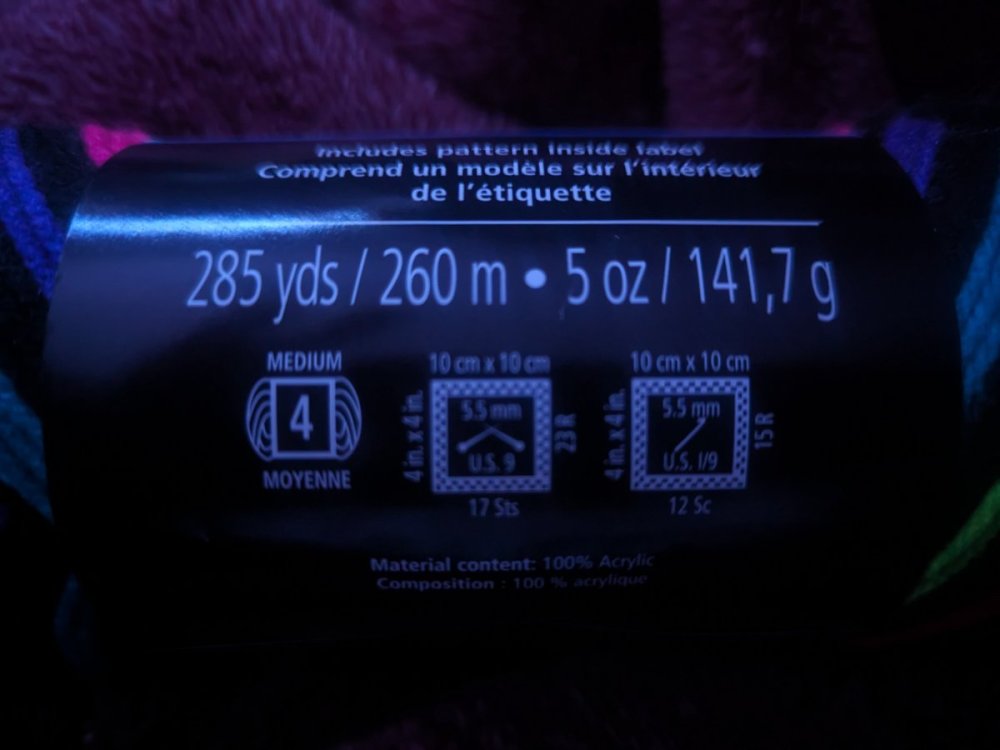 Includes pattern inside label
Comprend un modèle sur l'intérieur
de l'étiquette
285 yds / 260 m • 5 oz / 141,7 g
MEDIUM
4
MOYENNE
10 cm x 10 cm
4 in. x 4 in.
5.5 mm
U.S. 9
23 R
17 Sts
10 cm x 10 cm
4 in. x 4 in.
5.5 mm
U.S. I/9
15 R
12 Sc
Material content: 100% Acrylic
Composition : 100 % acrylique